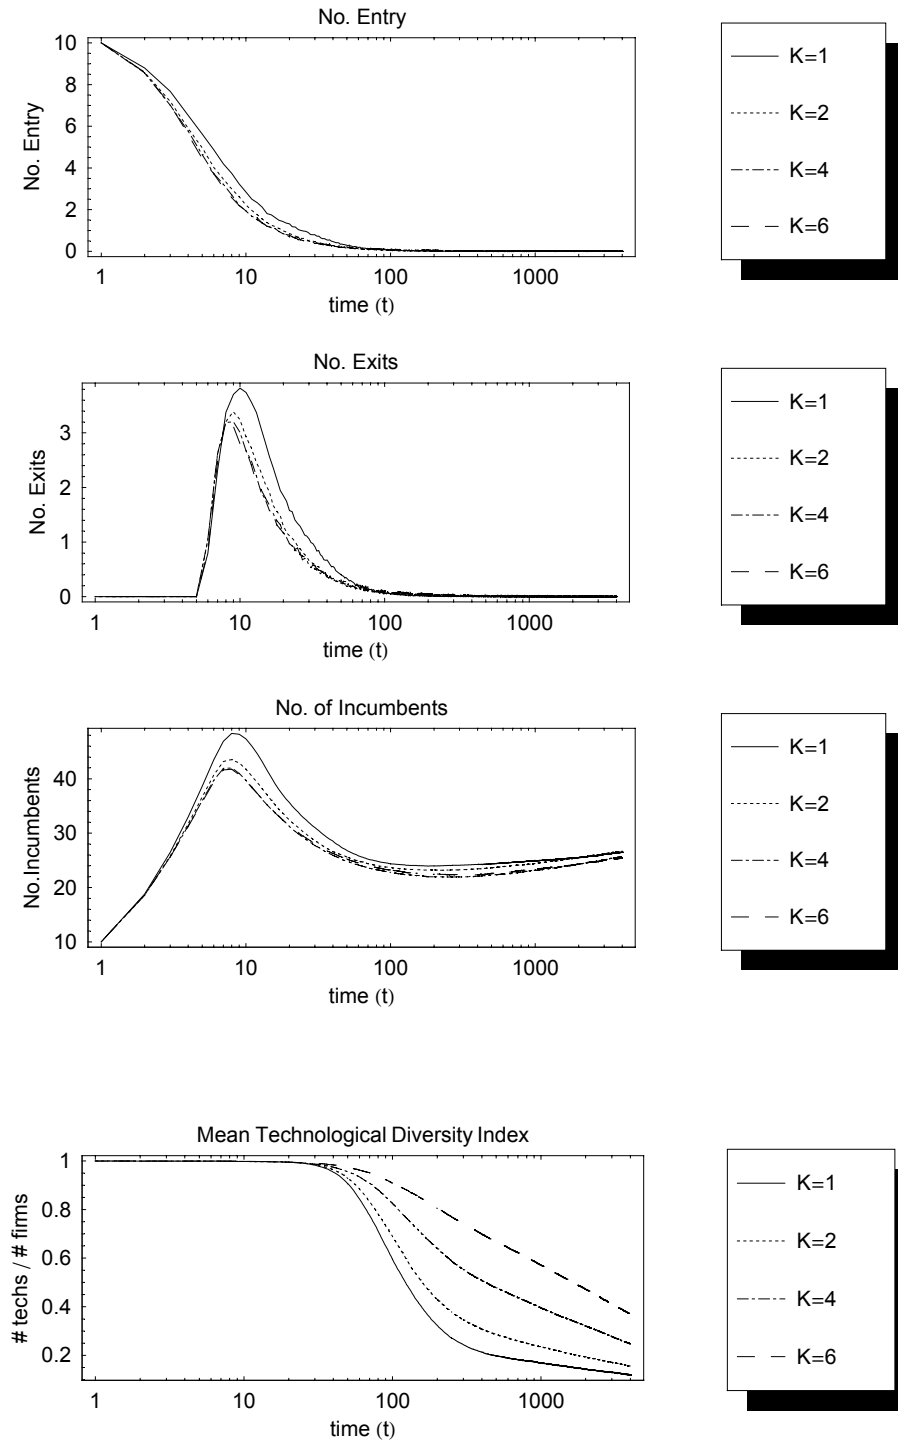 No. Entry
No. Entry
10
8
6
4
2
0
1 10 100 1000
time (t)
K=1
K=2
K=4
K=6
No. Exits
No. Exits
3
2
1
0
1 10 100 1000
time (t)
K=1
K=2
K=4
K=6
No. of Incumbents
No.Incumbents
40
30
20
10
1 10 100 1000
time (t)
K=1
K=2
K=4
K=6
Mean Technological Diversity Index
# techs / # firms
1
0.8
0.6
0.4
0.2
1 10 100 1000
time (t)
K=1
K=2
K=4
K=6